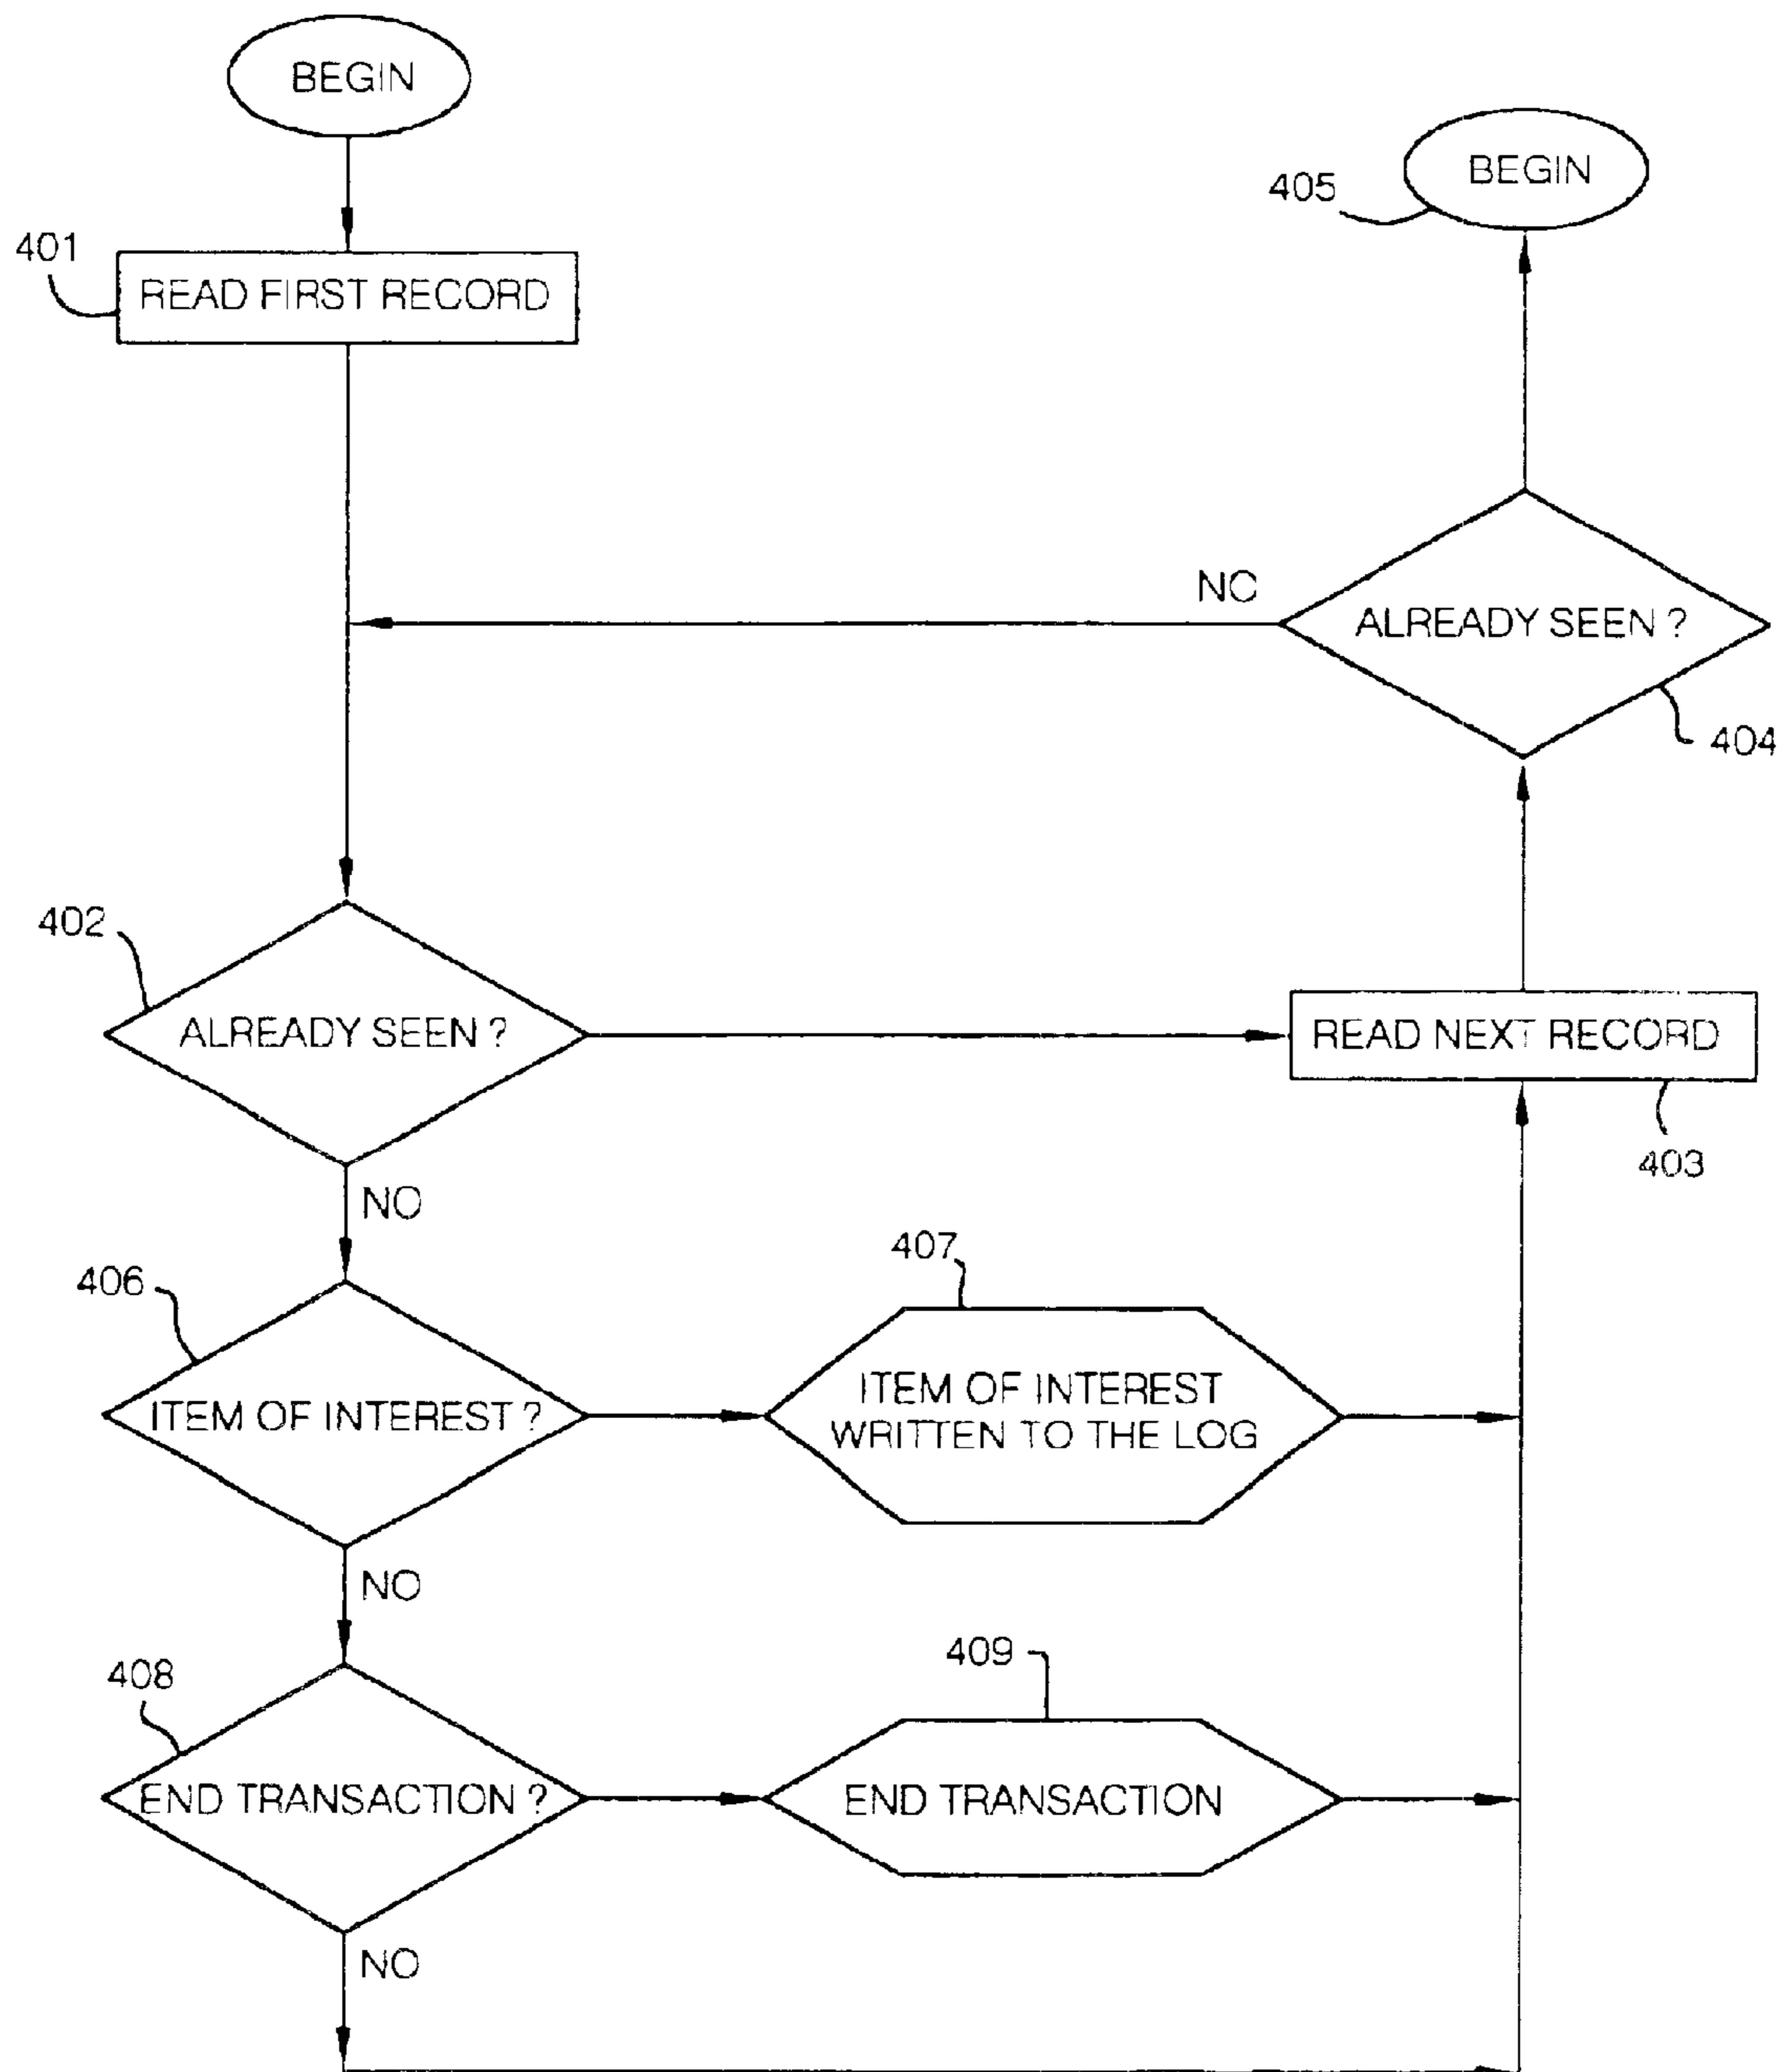 BEGIN
BEGIN
405
401
READ FIRST RECORD
NO
ALREADY SEEN ?
404
402
ALREADY SEEN ?
READ NEXT RECORD
403
NO
407
406
ITEM OF INTEREST ?
ITEM OF INTEREST
WRITTEN TO THE LOG
NO
409
408
END TRANSACTION ?
END TRANSACTION
NO